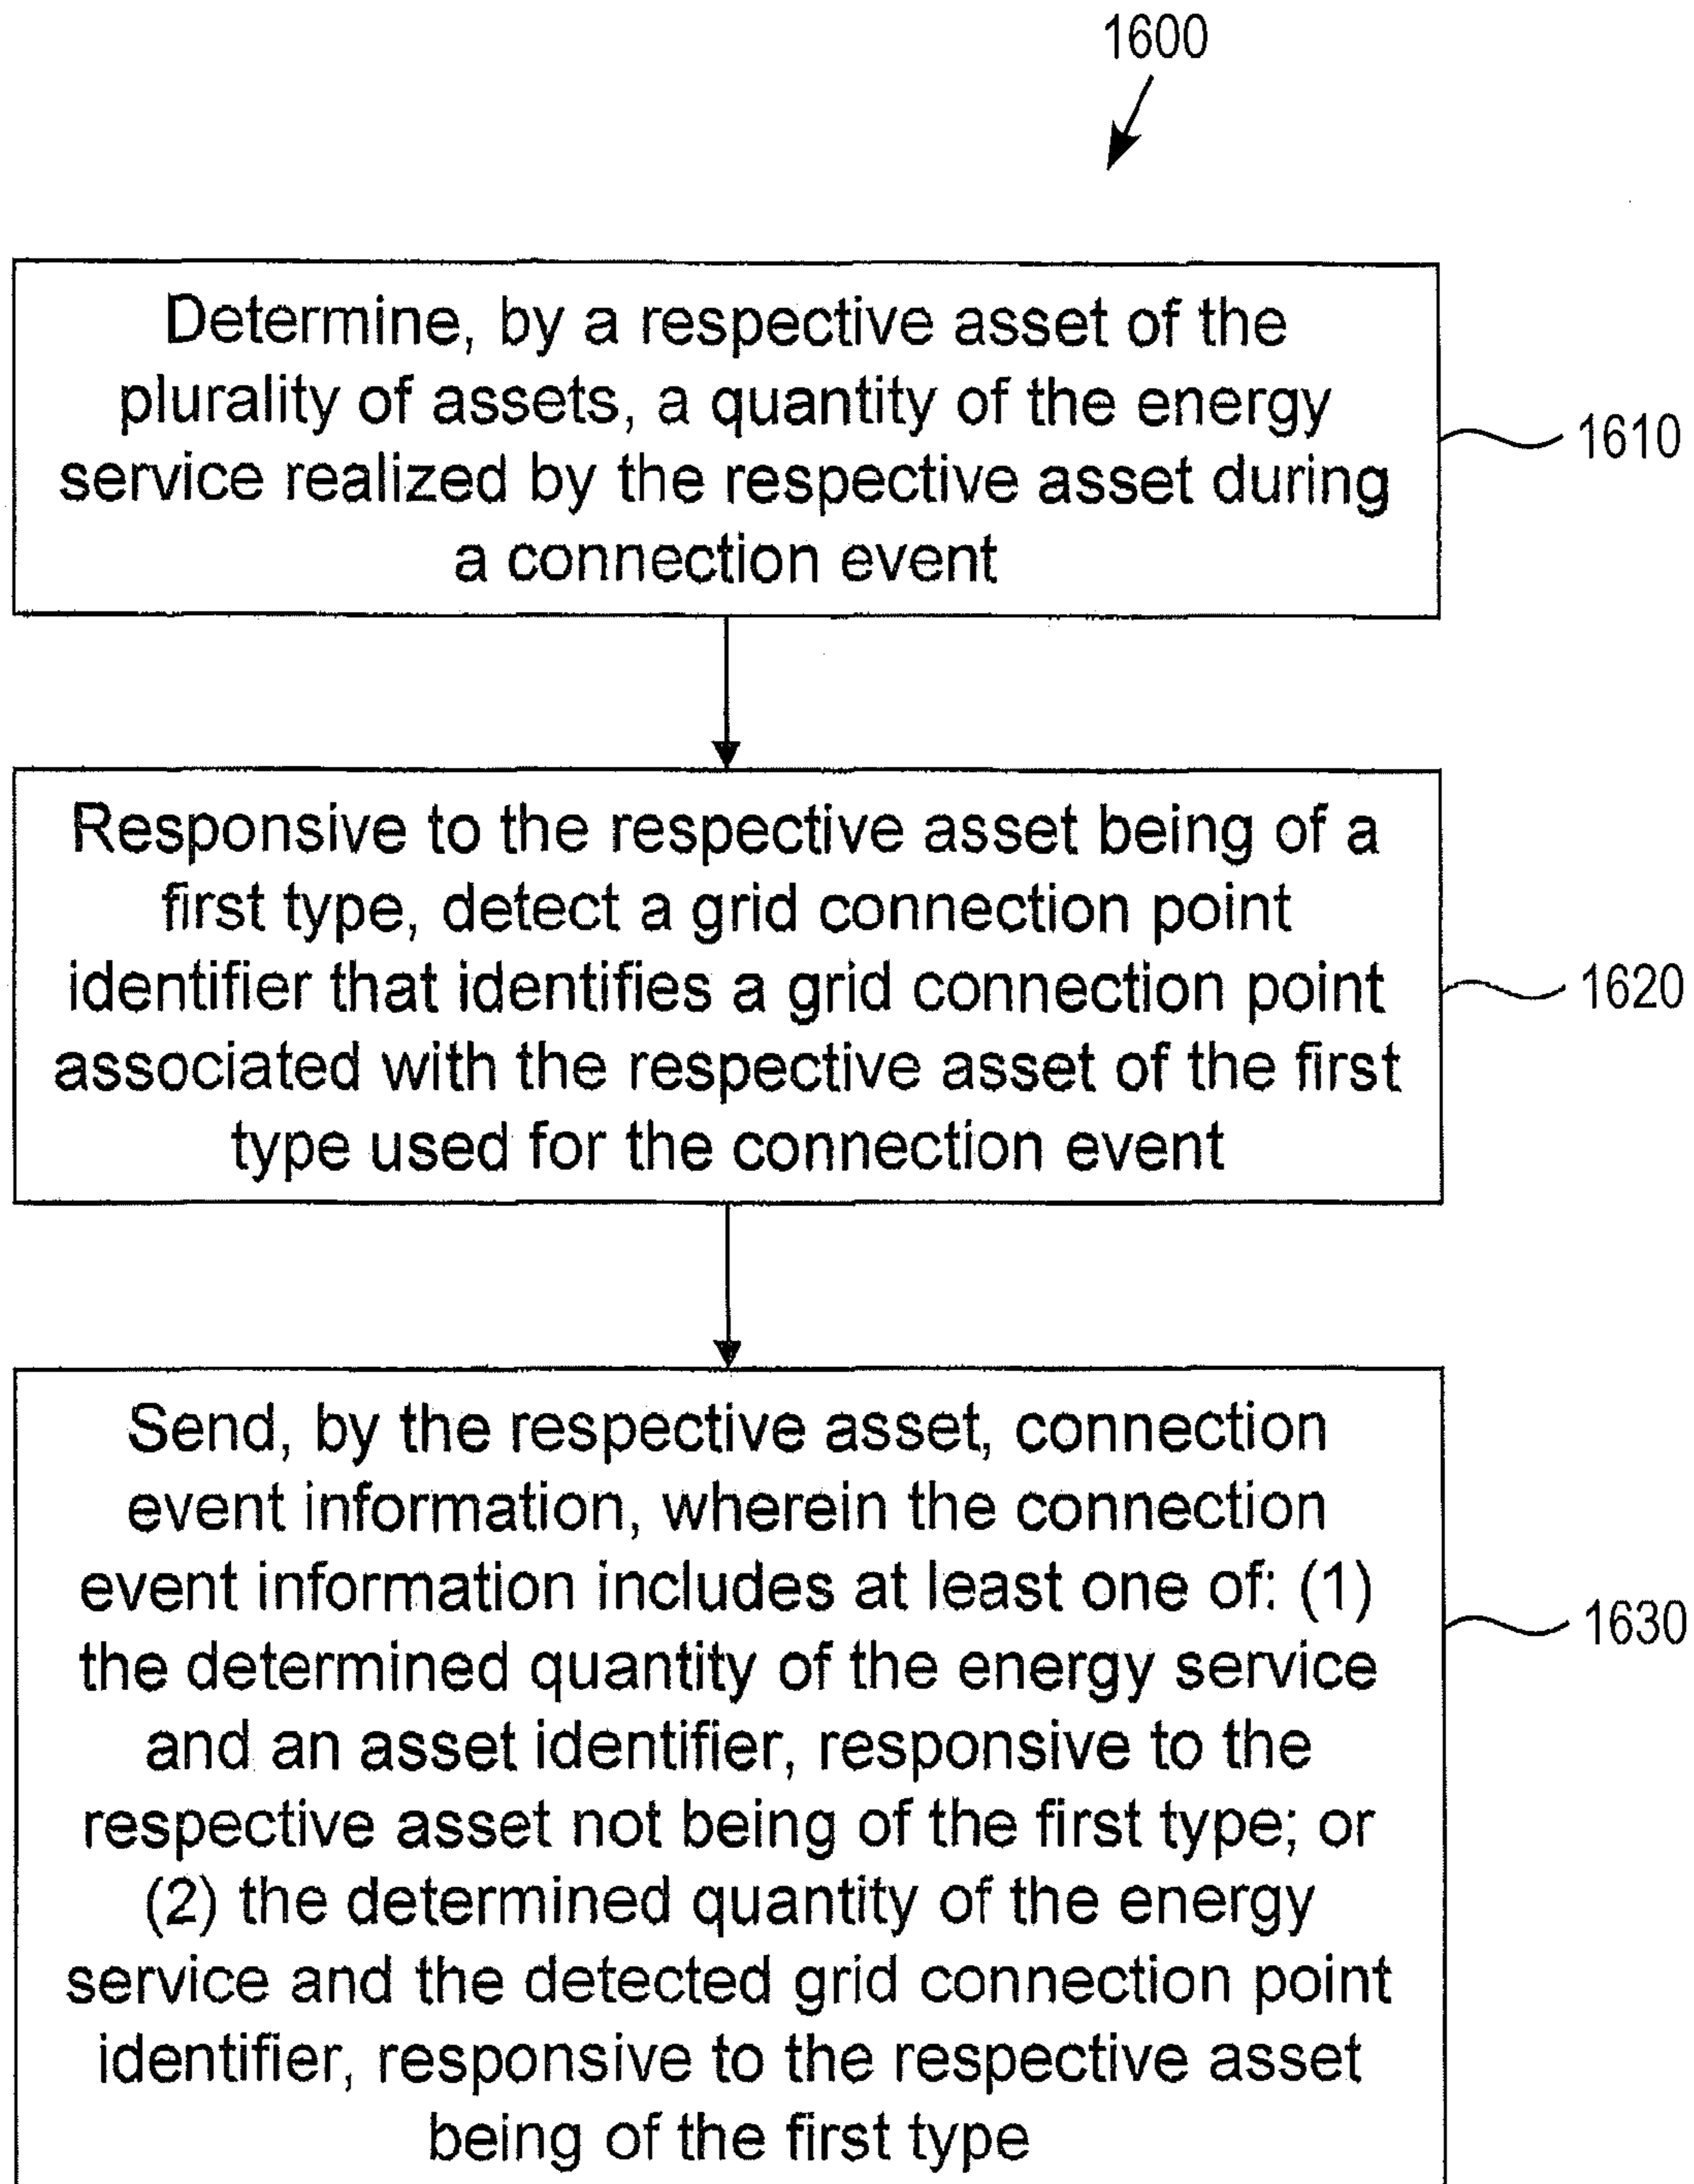 1600
Determine, by a respective asset of the
plurality of assets, a quantity of the energy
service realized by the respective asset during
a connection event
1610
Responsive to the respective asset being of a
first type, detect a grid connection point
identifier that identifies a grid connection point
associated with the respective asset of the first
type used for the connection event
1620
Send, by the respective asset, connection
event information, wherein the connection
event information includes at least one of: (1)
the determined quantity of the energy service
and an asset identifier, responsive to the
respective asset not being of the first type; or
(2) the determined quantity of the energy
service and the detected grid connection point
identifier, responsive to the respective asset
being of the first type
1630